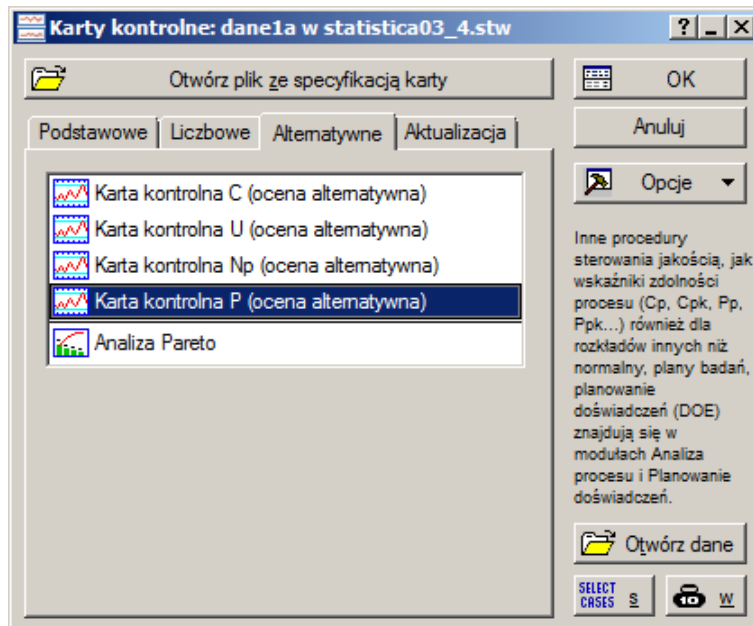 Karty kontrolne: dane1a w statistica03_4.stw
Otwórz plik ze specyfikacją karty
Podstawowe
Liczbowe
Alternatywne
Aktualizacja
Karta kontrolna C (ocena alternatywna)
Karta kontrolna U (ocena alternatywna)
Karta kontrolna Np (ocena alternatywna)
Karta kontrolna P (ocena alternatywna)
Analiza Pareto
OK
Anuluj
Opcje
Inne procedury
sterowania jakością, jak
wskaźniki zdolności
procesu (Cp, Cpk, Pp,
Ppk...) również dla
rozkładów innych niż
normalny, plany badań,
planowanie
doświadczeń (DOE)
znajdują się w
modułach Analiza
procesu i Planowanie
doświadczeń.
Otwórz dane
SELECT
CASES
S
10
W